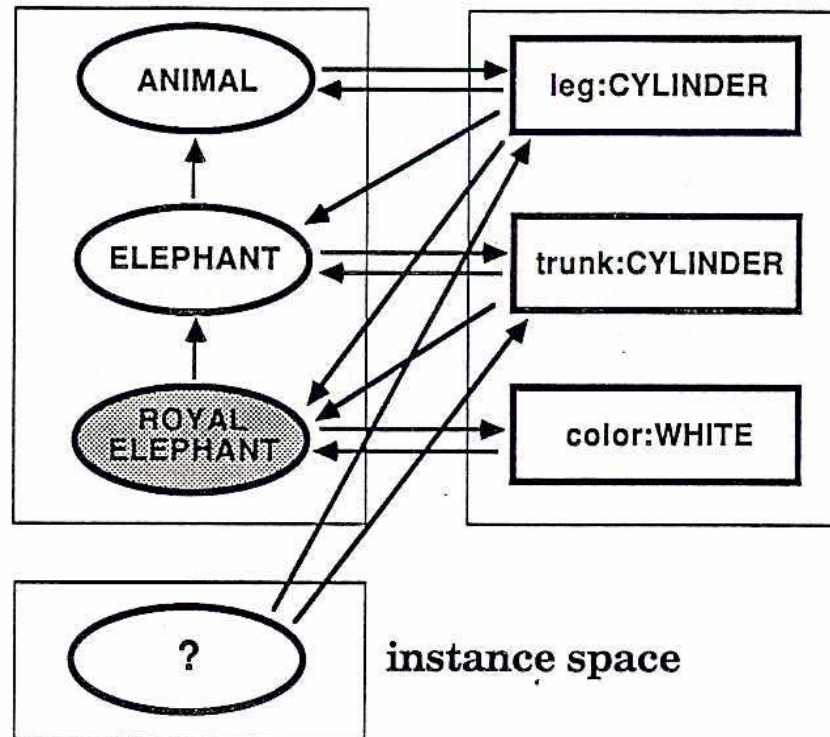 ANIMAL
leg:CYLINDER
ELEPHANT
trunk:CYLINDER
ROYAL
ELEPHANT
color:WHITE
?
instance space